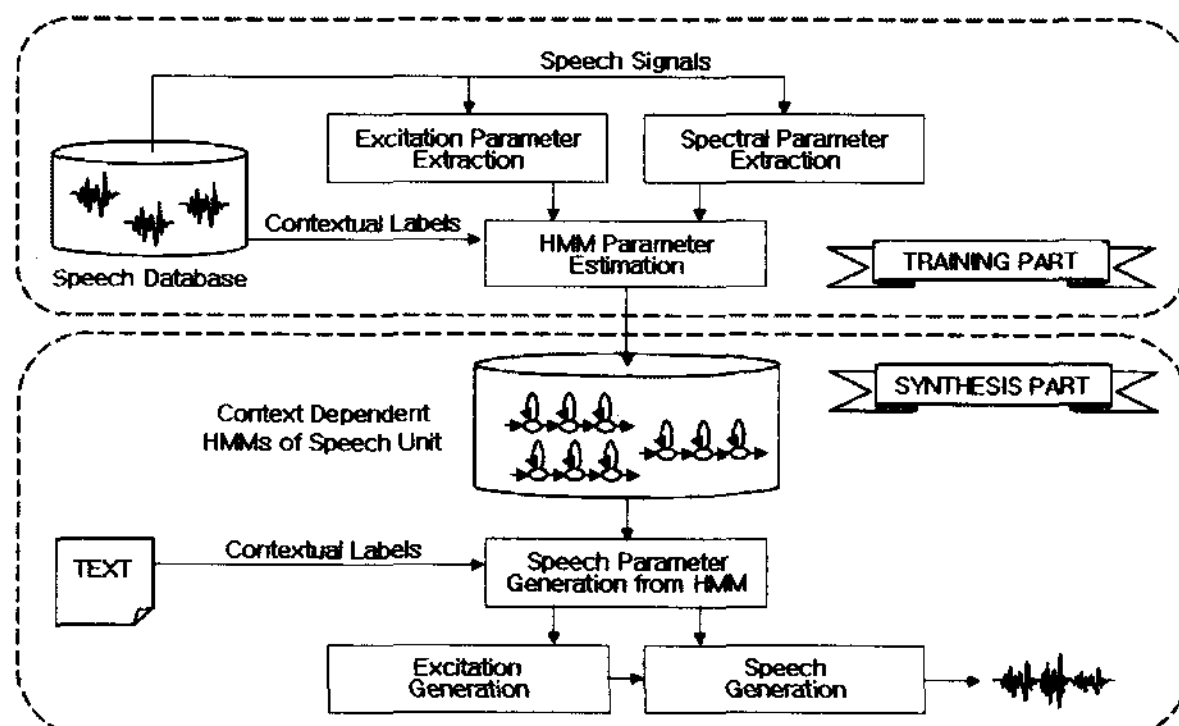 Speech Signals
Excitation Parameter
Extraction
Spectral Parameter
Extraction
Contextual Labels
HMM Parameter
Estimation
Speech Database
TRAINING PART
SYNTHESIS PART
Context Dependent
HMMs of Speech Unit
TEXT
Contextual Labels
Speech Parameter
Generation from HMM
Excitation
Generation
Speech
Generation